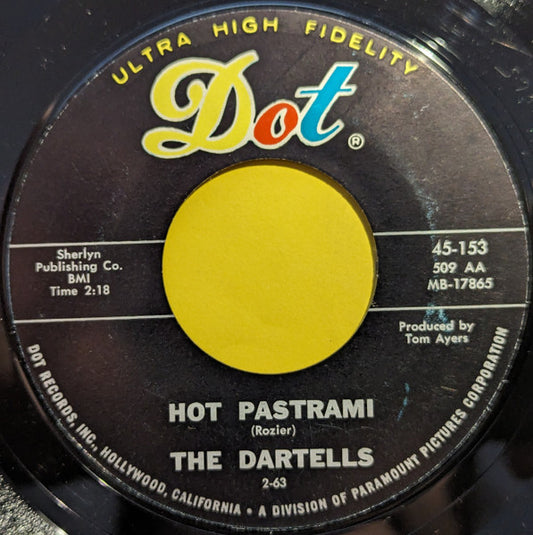 ULTRA HIGH FIDELITY
Dot®
Sherlyn
Publishing Co.
BMI
Time 2:18
45-153
509 AA
MB-17865
Produced by
Tom Ayers
HOT PASTRAMI
(Rozier)
THE DARTELLS
2-63
DOT RECORDS, INC., HOLLYWOOD, CALIFORNIA • A DIVISION OF PARAMOUNT PICTURES CORPORATION